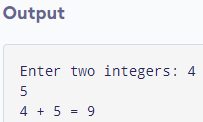 Output
Enter two integers: 4
5
4 + 5 = 9